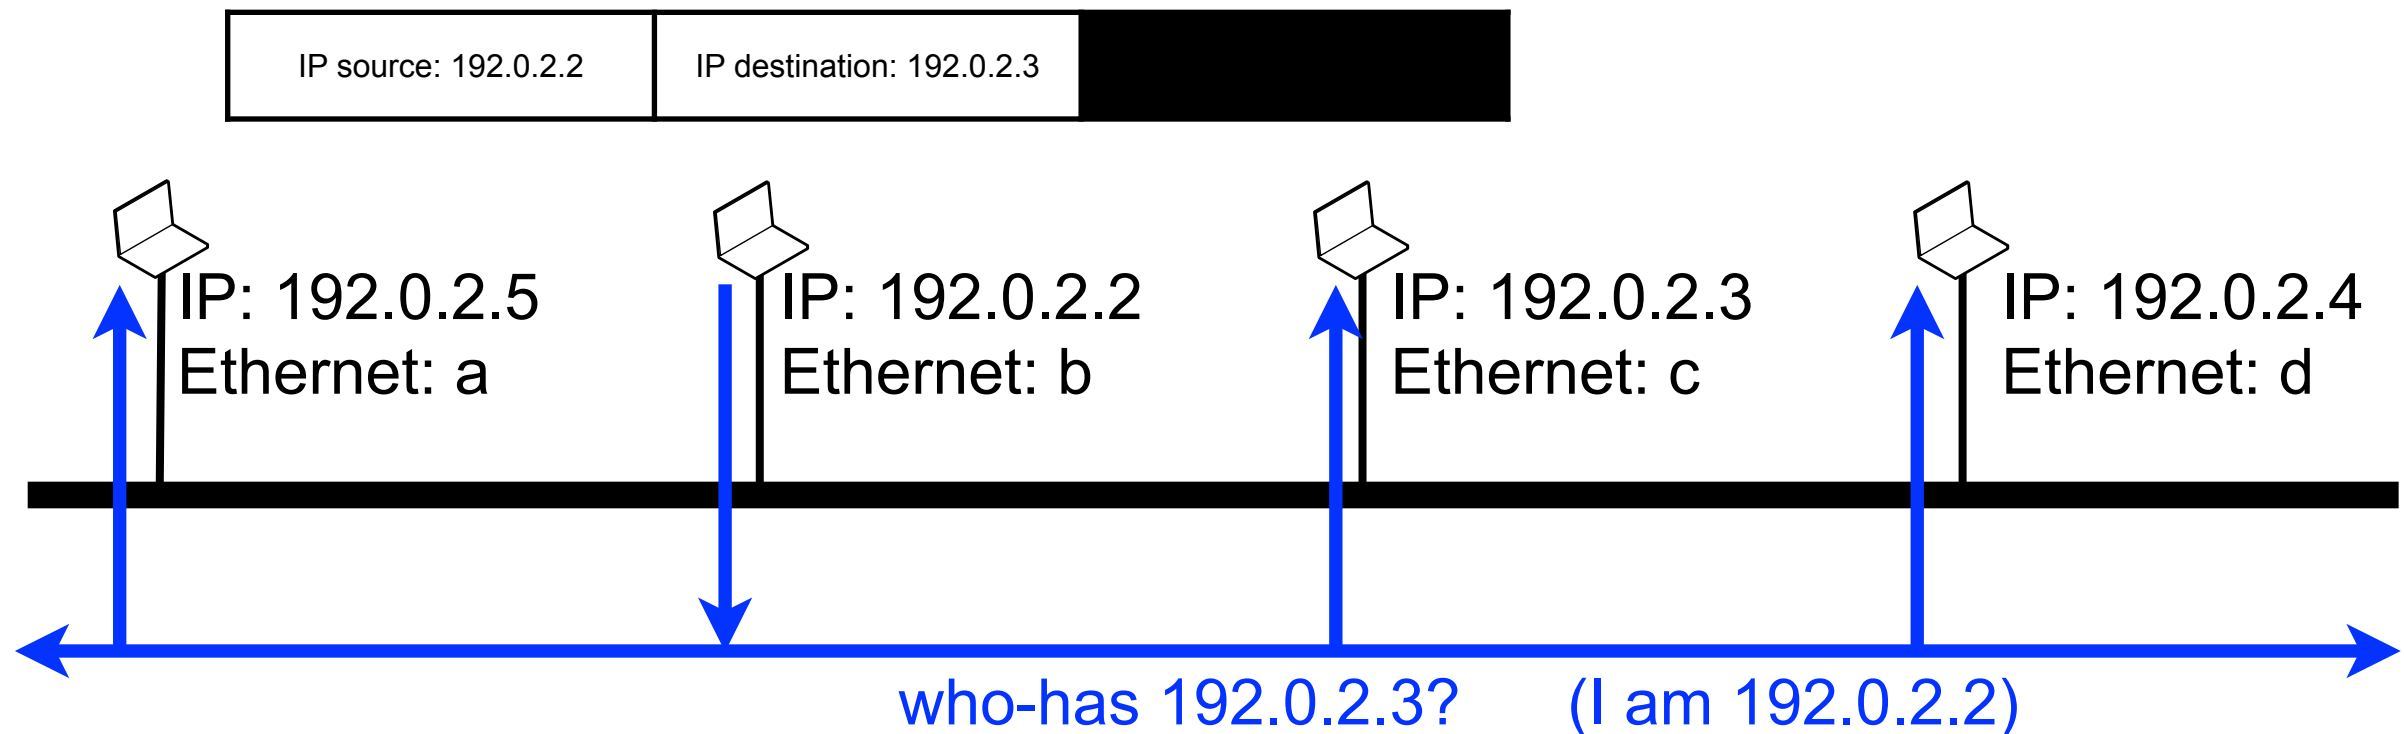 IP source: 192.0.2.2
IP destination: 192.0.2.3
IP: 192.0.2.5
Ethernet: a
IP: 192.0.2.2
Ethernet: b
IP: 192.0.2.3
Ethernet: c
IP: 192.0.2.4
Ethernet: d
who-has 192.0.2.3? (I am 192.0.2.2)